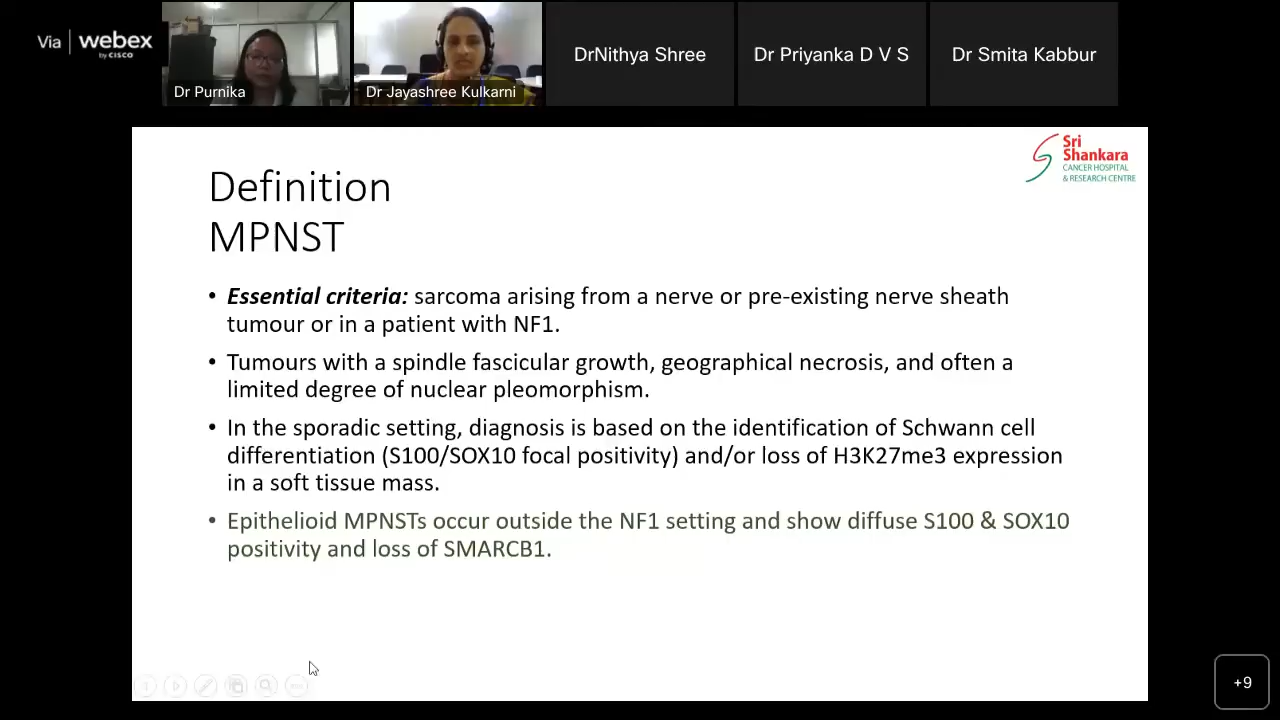 Via webex
by CISCO
Dr Purnika
Dr Jayashree Kulkarni
DrNithya Shree
Dr Priyanka D V S
Dr Smita Kabbur
Sri
Shankara
CANCER HOSPITAL
& RESEARCH CENTRE
Definition
MPNST
• Essential criteria: sarcoma arising from a nerve or pre-existing nerve sheath
tumour or in a patient with NF1.
• Tumours with a spindle fascicular growth, geographical necrosis, and often a
limited degree of nuclear pleomorphism.
• In the sporadic setting, diagnosis is based on the identification of Schwann cell
differentiation (S100/SOX10 focal positivity) and/or loss of H3K27me3 expression
in a soft tissue mass.
• Epithelioid MPNSTs occur outside the NF1 setting and show diffuse S100 & SOX10
positivity and loss of SMARCB1.
+9